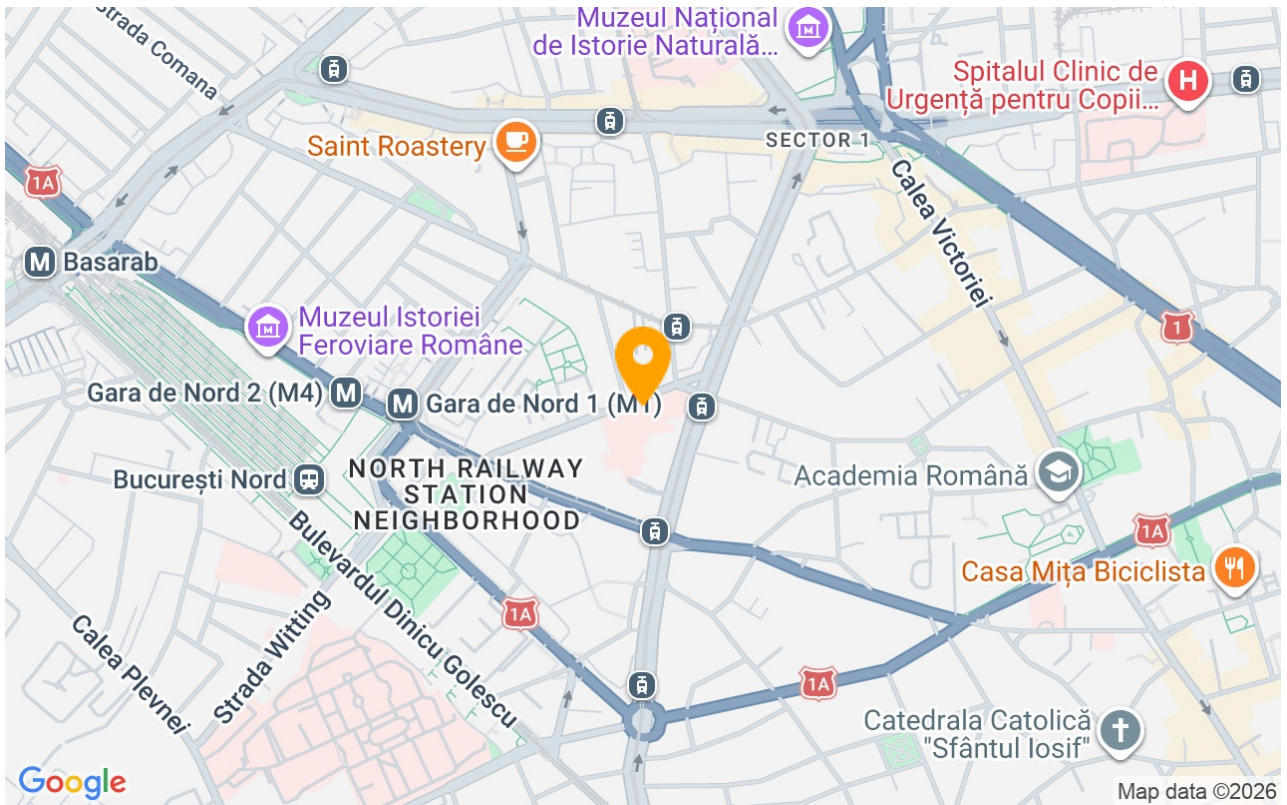 Muzeul Național
de Istorie Naturală...
Strada Comana
Spitalul Clinic de
Urgență pentru Copii...
H
Saint Roastery
SECTOR 1
1A
Calea Victoriei
M Basarab
Muzeul Istoriei
Feroviare Române
1
Gara de Nord 2 (M4) M
M Gara de Nord 1 (M1)
București Nord
NORTH RAILWAY
STATION
NEIGHBORHOOD
Academia Română
1A
Bulevardul Dinicu Golescu
Casa Mița Biciclista
1A
Strada Witting
Calea Plevnei
1A
Catedrala Catolică
"Sfântul Iosif"
Google
Map data ©2026